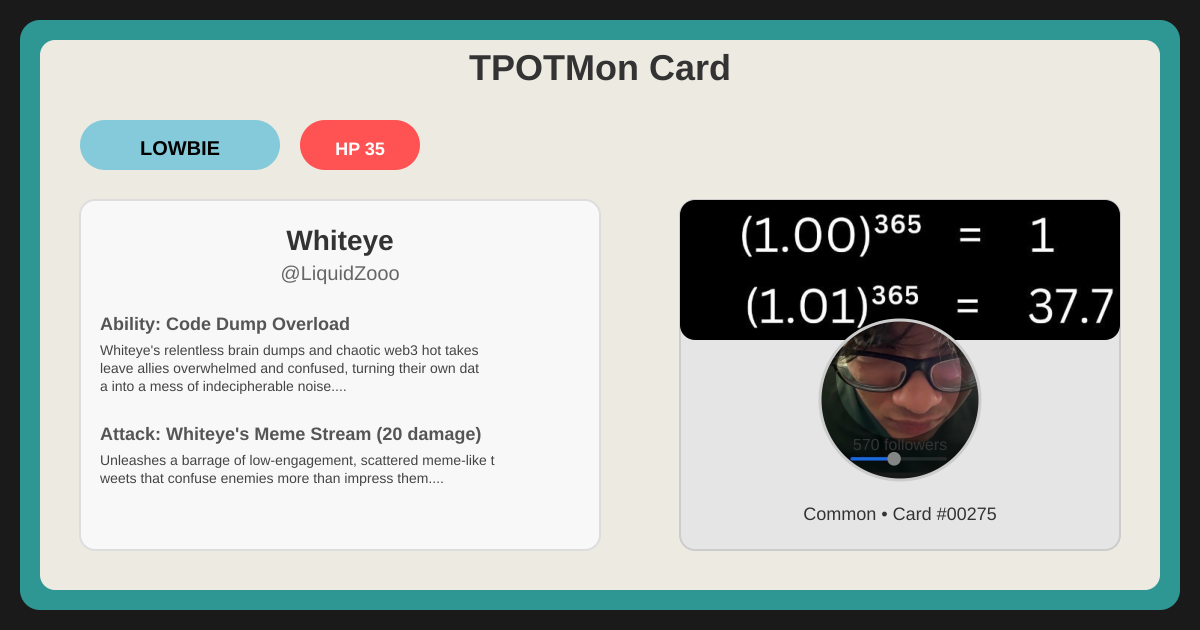 TPOTMon Card
LOWBIE
HP 35
Whiteye
@LiquidZooo
Ability: Code Dump Overload
Whiteye's relentless brain dumps and chaotic web3 hot takes
leave allies overwhelmed and confused, turning their own dat
a into a mess of indecipherable noise....
Attack: Whiteye's Meme Stream (20 damage)
Unleashes a barrage of low-engagement, scattered meme-like t
weets that confuse enemies more than impress them....
(1.00)³⁶⁵ = 1
(1.01)³⁶⁵ = 37.7
570 followers
Common • Card #00275